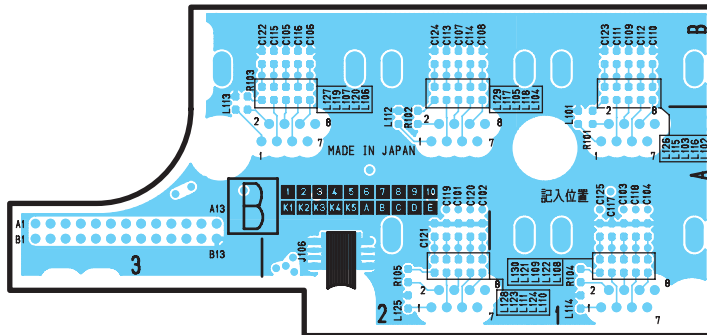 C122 C115 C105 C116 C106
C124 C113 C107 C114 C108
C123 C111 C109 C112 C110
B
R103
L113
L127 L119 L107 L120 L106
R102
L112
L129 L117 L105 L118 L104
L101
R101
L126 L115 L103 L116 L102
2 8
1 7
2 8
1 7
2 8
1 7
MADE IN JAPAN
A
B
1 2 3 4 5 6 7 8 9 10
K1 K2 K3 K4 K5 A B C D E
C119 C101 C120 C102
C121
記入位置
C125 C117 C103 C118 C104
A1 A13
B1 B13
3
J106
R105
L125
L130 L121 L109 L122 L108
L128 L123 L111 L124 L110
R104
L114
2 8
1 7
2 8
1 7
2
1